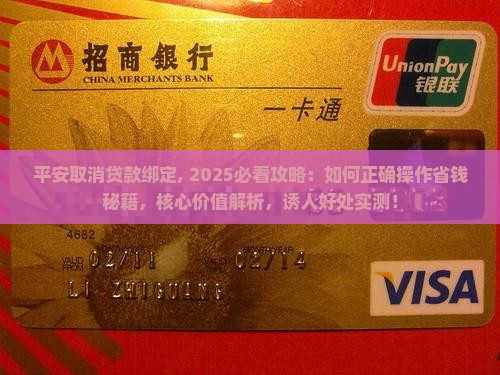 招商银行
CHINA MERCHANTS BANK
UnionPay
银联
一卡通
平安取消贷款绑定, 2025必看攻略：如何正确操作省钱
秘籍，核心价值解析，诱人好处实测！
4682
VALID FROM 02/11 VALID THRU 02/14
LI ZHIGUANG
VISA